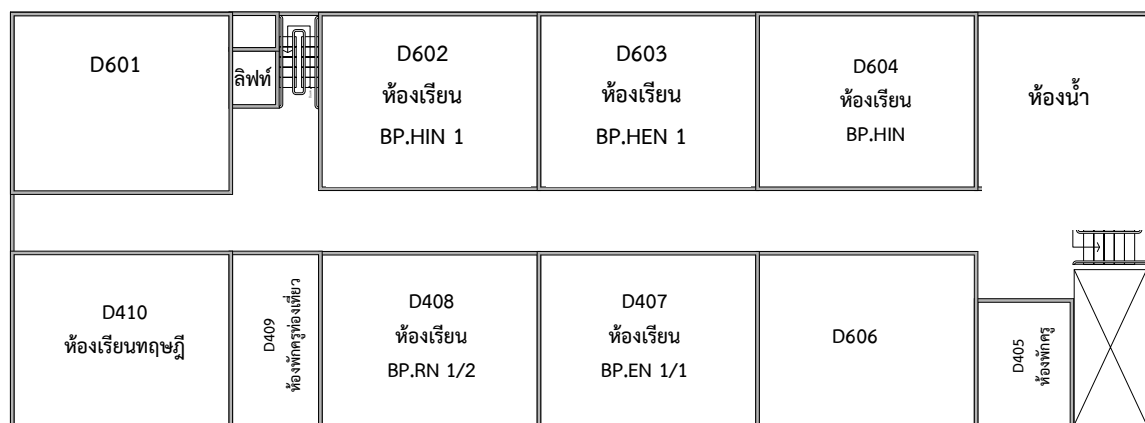 D601
ลิฟท์
D602
ห้องเรียน
BP.HIN 1
D603
ห้องเรียน
BP.HEN 1
D604
ห้องเรียน
BP.HIN
ห้องน้ำ
D410
ห้องเรียนทฤษฎี
D409
ห้องพักครูท่องเที่ยว
D408
ห้องเรียน
BP.RN 1/2
D407
ห้องเรียน
BP.EN 1/1
D606
D405
ห้องพักครู